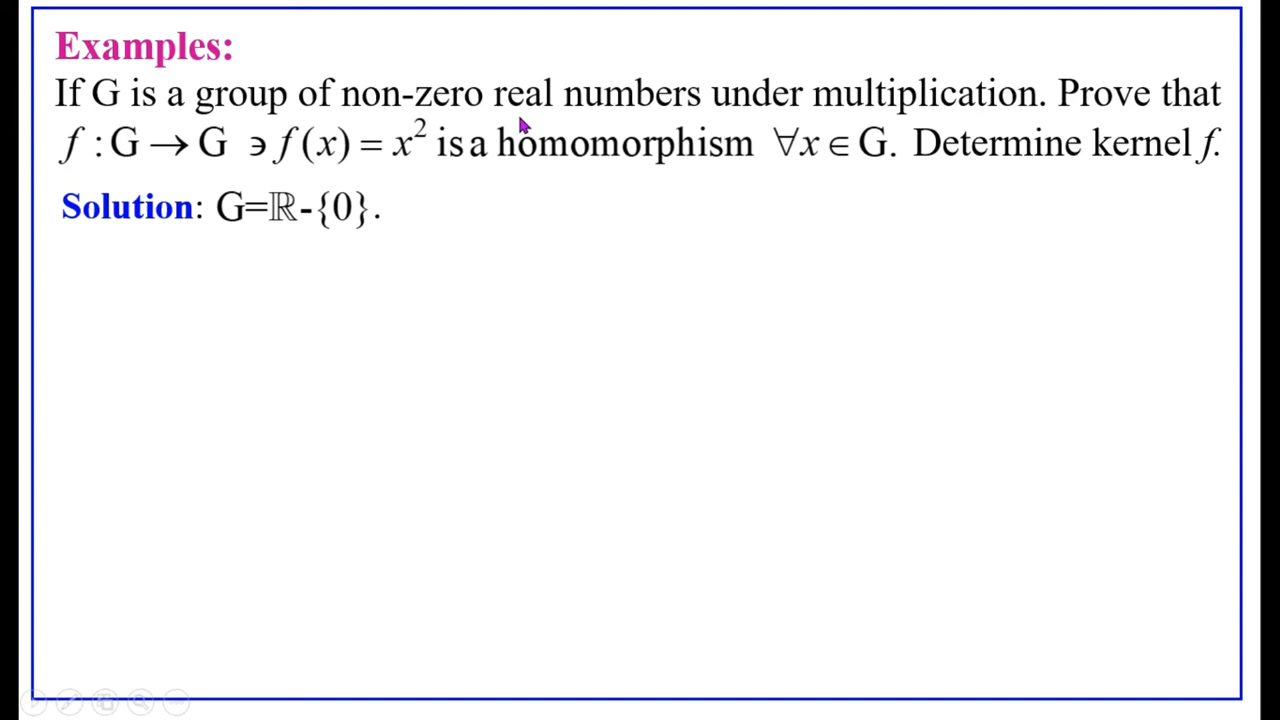 Examples:
If G is a group of non-zero real numbers under multiplication. Prove that
f : G → G ∍ f(x) = x² is a homomorphism ∀x ∈ G. Determine kernel f.
Solution: G=ℝ-{0}.